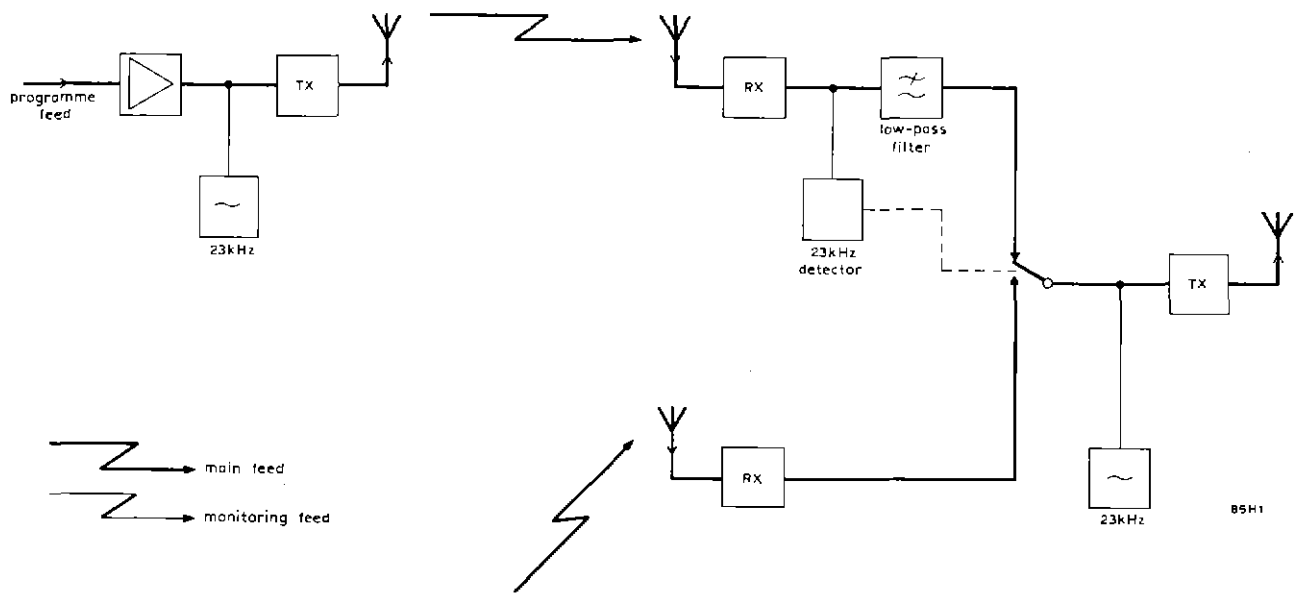 programme
feed
TX
23kHz
RX
low-pass
filter
23kHz
detector
TX
RX
23kHz
main feed
monitoring feed
85H1